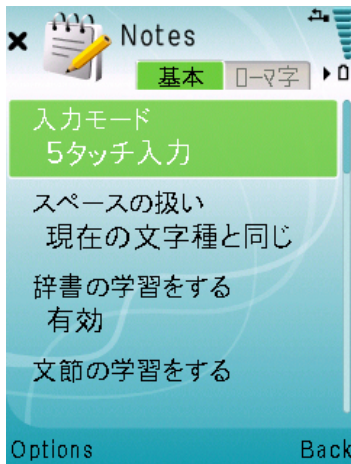 Notes
基本 ローマ字
入力モード
5タッチ入力
スペースの扱い
現在の文字種と同じ
辞書の学習をする
有効
文節の学習をする
Options Back